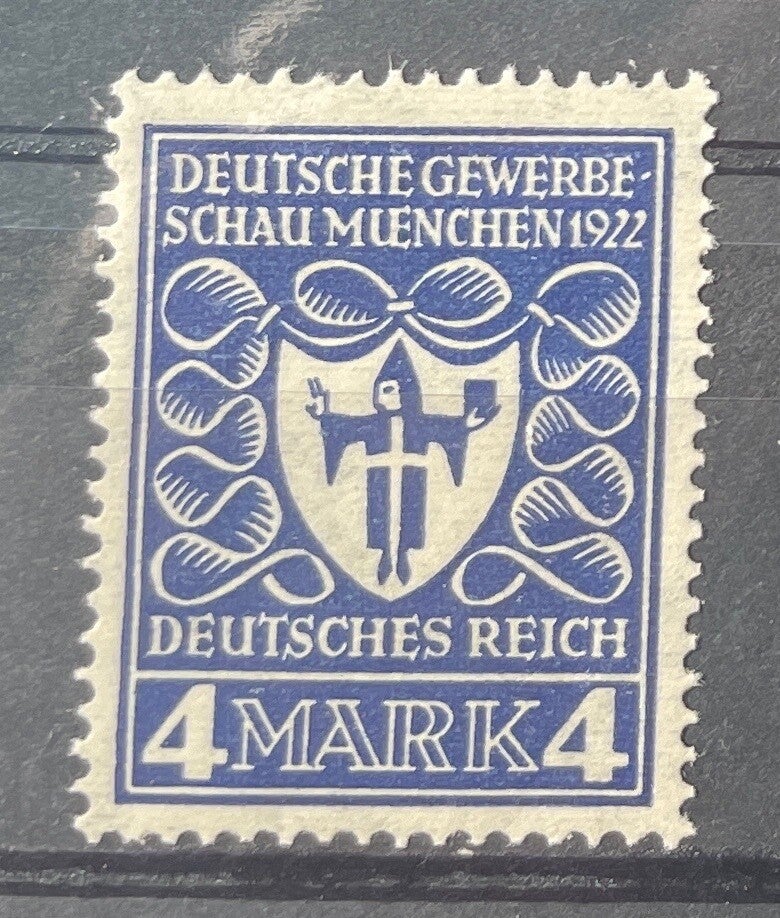 DEUTSCHE GEWERBE-
SCHAU MUENCHEN 1922
DEUTSCHES REICH
4 MARK 4